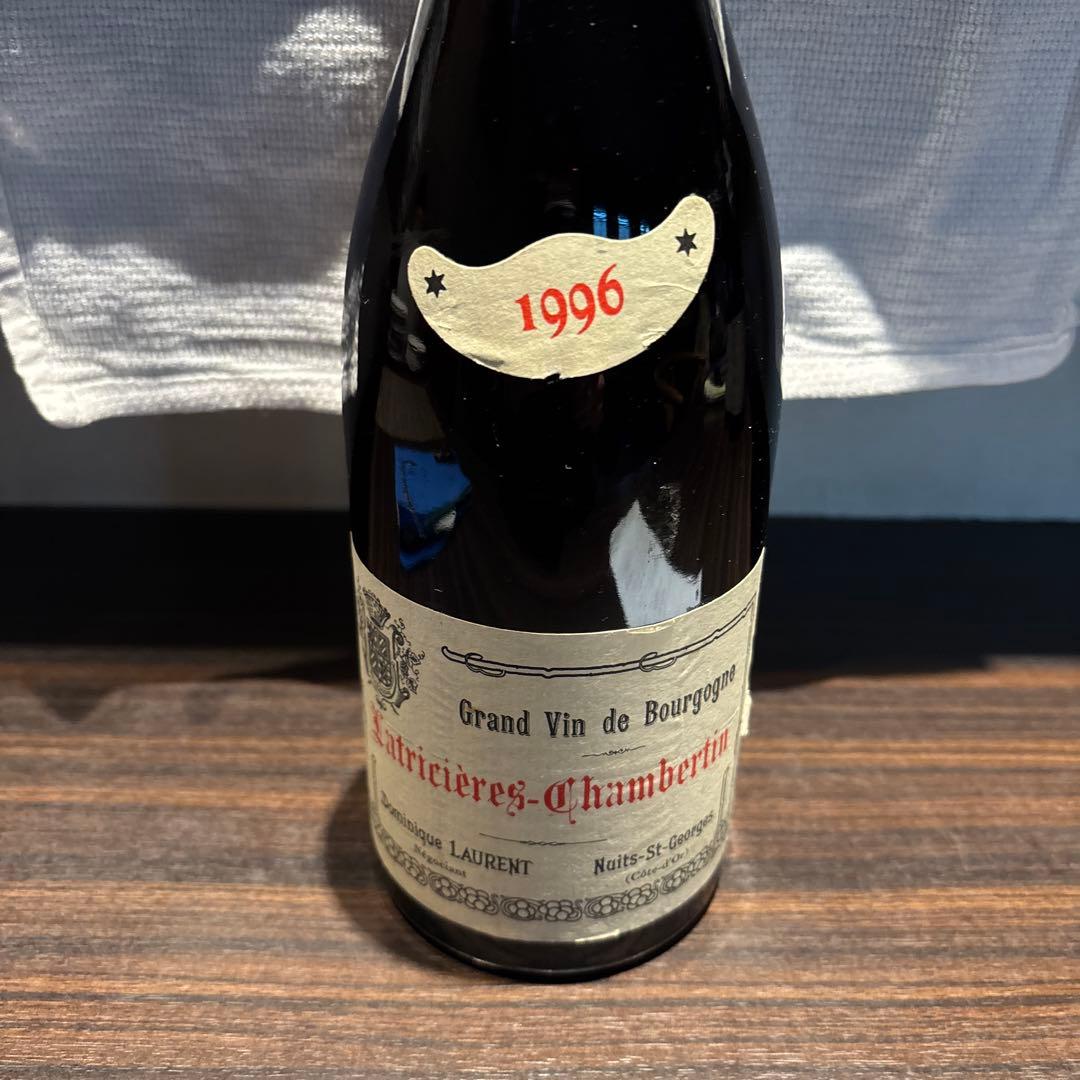 1996
Grand Vin de Bourgogne
Latricières-Chambertin
Dominique LAURENT
Négociant
Nuits-St-Georges
(Côte-d'Or)